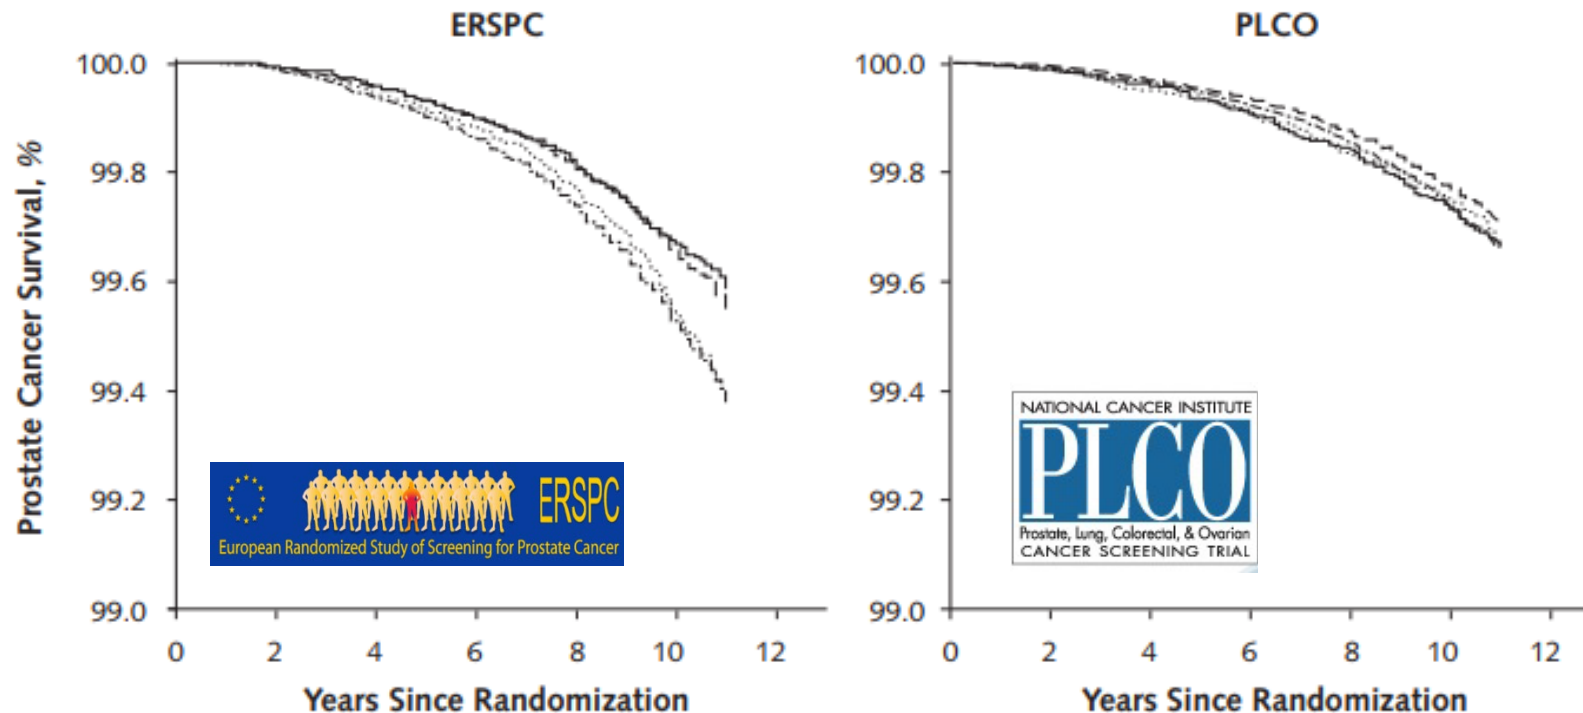 ERSPC
Prostate Cancer Survival, %
100.0
99.8
99.6
99.4
99.2
99.0
ERSPC
European Randomized Study of Screening for Prostate Cancer
0 2 4 6 8 10 12
Years Since Randomization
PLCO
100.0
99.8
99.6
99.4
99.2
99.0
NATIONAL CANCER INSTITUTE
PLCO
Prostate, Lung, Colorectal, & Ovarian
CANCER SCREENING TRIAL
0 2 4 6 8 10 12
Years Since Randomization